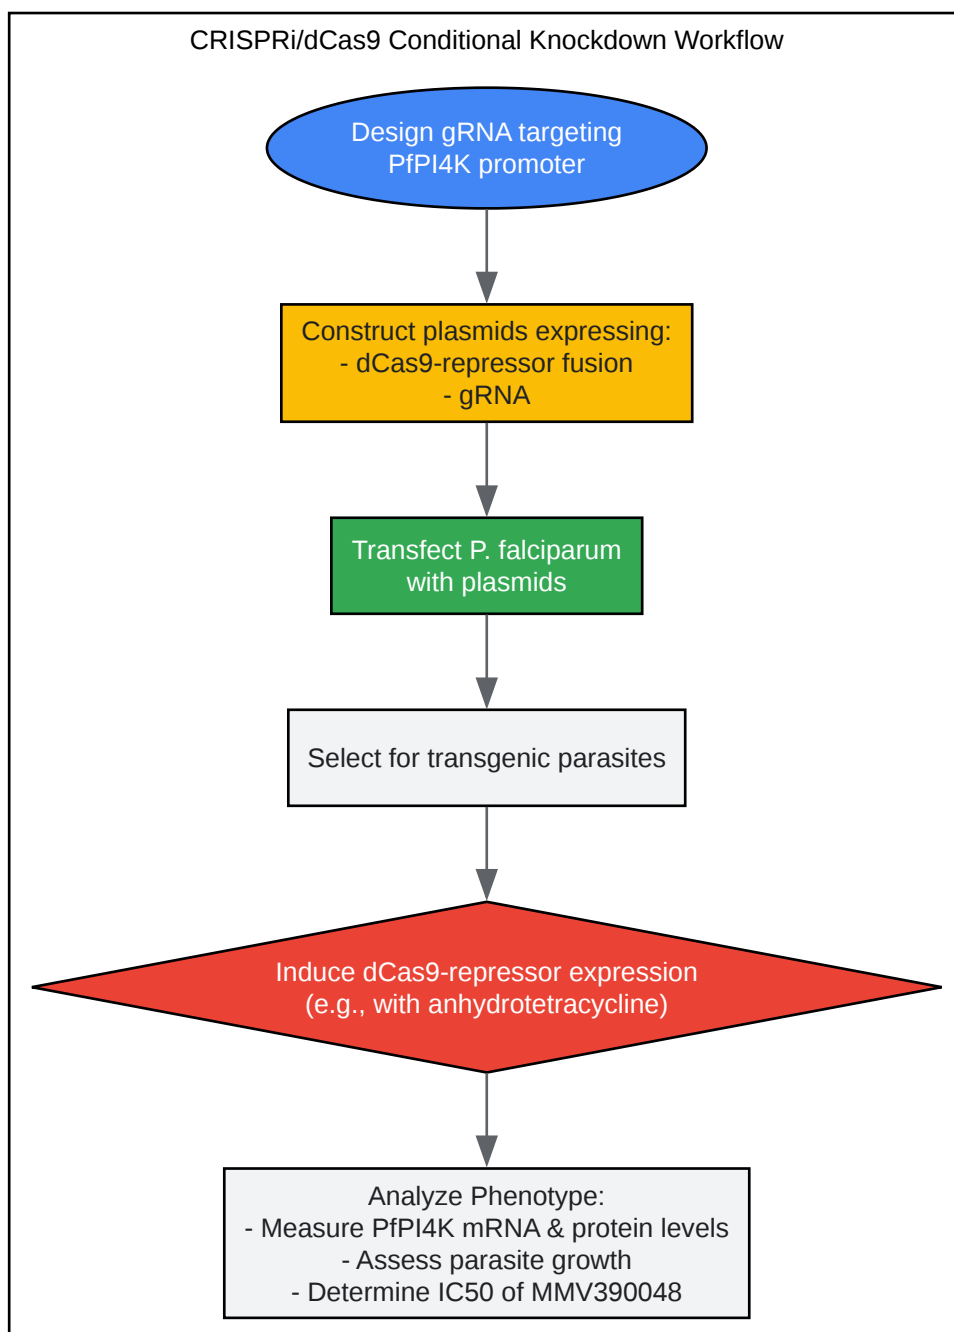 CRISPRi/dCas9 Conditional Knockdown Workflow
Design gRNA targeting
PfPI4K promoter
Construct plasmids expressing:
- dCas9-repressor fusion
- gRNA
Transfect P. falciparum
with plasmids
Select for transgenic parasites
Induce dCas9-repressor expression
(e.g., with anhydrotetracycline)
Analyze Phenotype:
- Measure PfPI4K mRNA & protein levels
- Assess parasite growth
- Determine IC50 of MMV390048